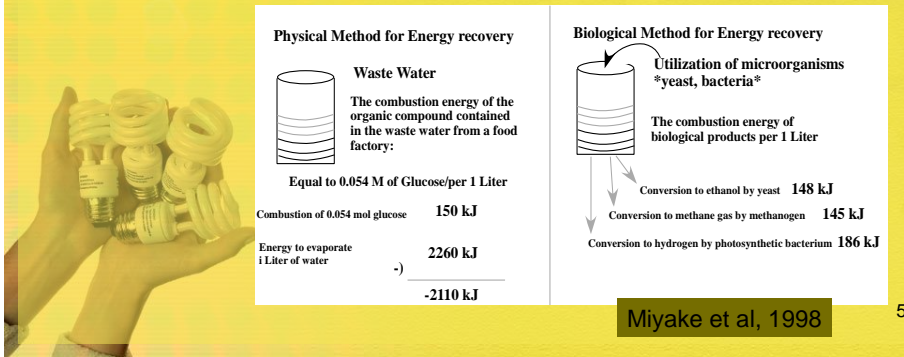 Physical Method for Energy recovery
Waste Water
The combustion energy of the
organic compound contained
in the waste water from a food
factory:
Equal to 0.054 M of Glucose/per 1 Liter
Combustion of 0.054 mol glucose 150 kJ
Energy to evaporate
i Liter of water
2260 kJ
-)
-2110 kJ
Biological Method for Energy recovery
Utilization of microorganisms
*yeast, bacteria*
The combustion energy of
biological products per 1 Liter
Conversion to ethanol by yeast 148 kJ
Conversion to methane gas by methanogen 145 kJ
Conversion to hydrogen by photosynthetic bacterium 186 kJ
Miyake et al, 1998
5